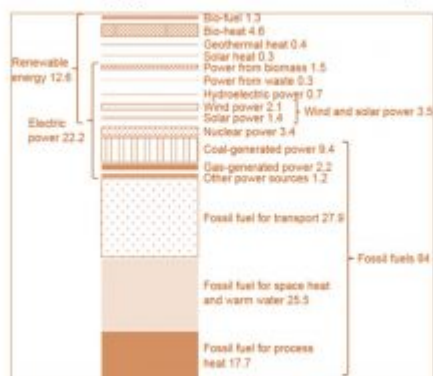 Bio-fuel 1.3
Bio-heat 4.6
Geothermal heat 0.4
Solar heat 0.3
Renewable
energy 12.6
Power from biomass 1.5
Power from waste 0.3
Hydroelectric power 0.7
Wind power 2.1
Solar power 1.4
Wind and solar power 3.5
Electric
power 22.2
Nuclear power 3.4
Coal-generated power 9.4
Gas-generated power 2.2
Other power sources 1.2
Fossil fuel for transport 27.9
Fossil fuels 84
Fossil fuel for space heat
and warm water 25.5
Fossil fuel for process
heat 17.7